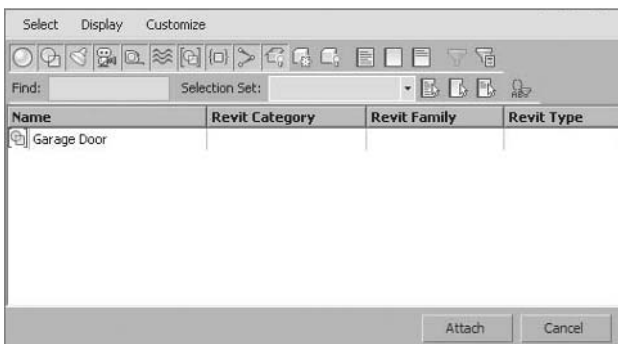 Select Display Customize
Find: Selection Set:
Name Revit Category Revit Family Revit Type
Garage Door
Attach Cancel